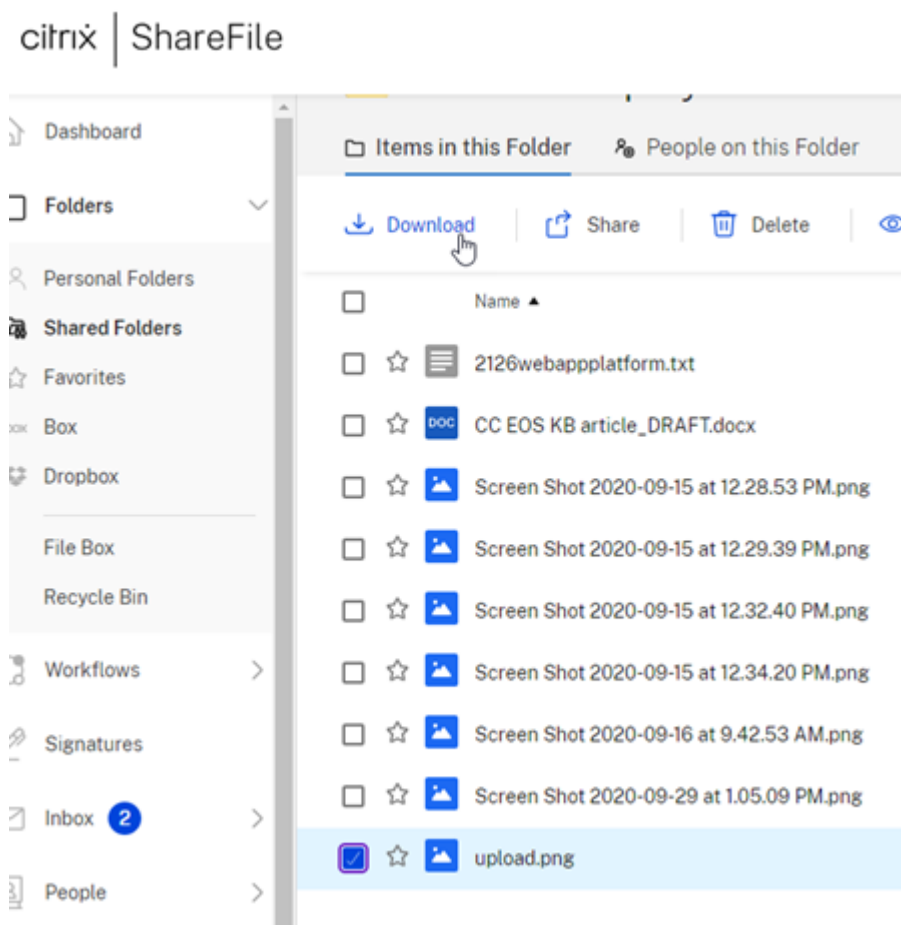 citrix | ShareFile
Dashboard
Folders
Personal Folders
Shared Folders
Favorites
Box
Dropbox
File Box
Recycle Bin
Workflows
Signatures
Inbox 2
People
Items in this Folder People on this Folder
Download Share Delete
Name
2126webappplatform.txt
DOC CC EOS KB article_DRAFT.docx
Screen Shot 2020-09-15 at 12.28.53 PM.png
Screen Shot 2020-09-15 at 12.29.39 PM.png
Screen Shot 2020-09-15 at 12.32.40 PM.png
Screen Shot 2020-09-15 at 12.34.20 PM.png
Screen Shot 2020-09-16 at 9.42.53 AM.png
Screen Shot 2020-09-29 at 1.05.09 PM.png
upload.png